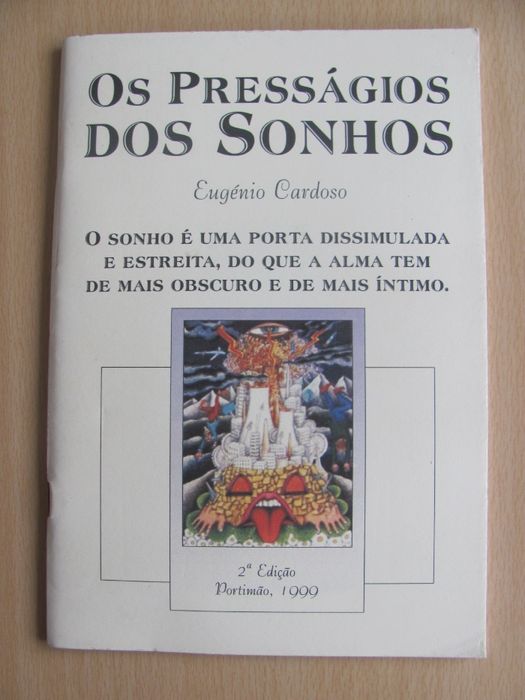 OS PRESSÁGIOS
DOS SONHOS
Eugénio Cardoso
O SONHO É UMA PORTA DISSIMULADA
E ESTREITA, DO QUE A ALMA TEM
DE MAIS OBSCURO E DE MAIS ÍNTIMO.
2ª Edição
Portimão, 1999